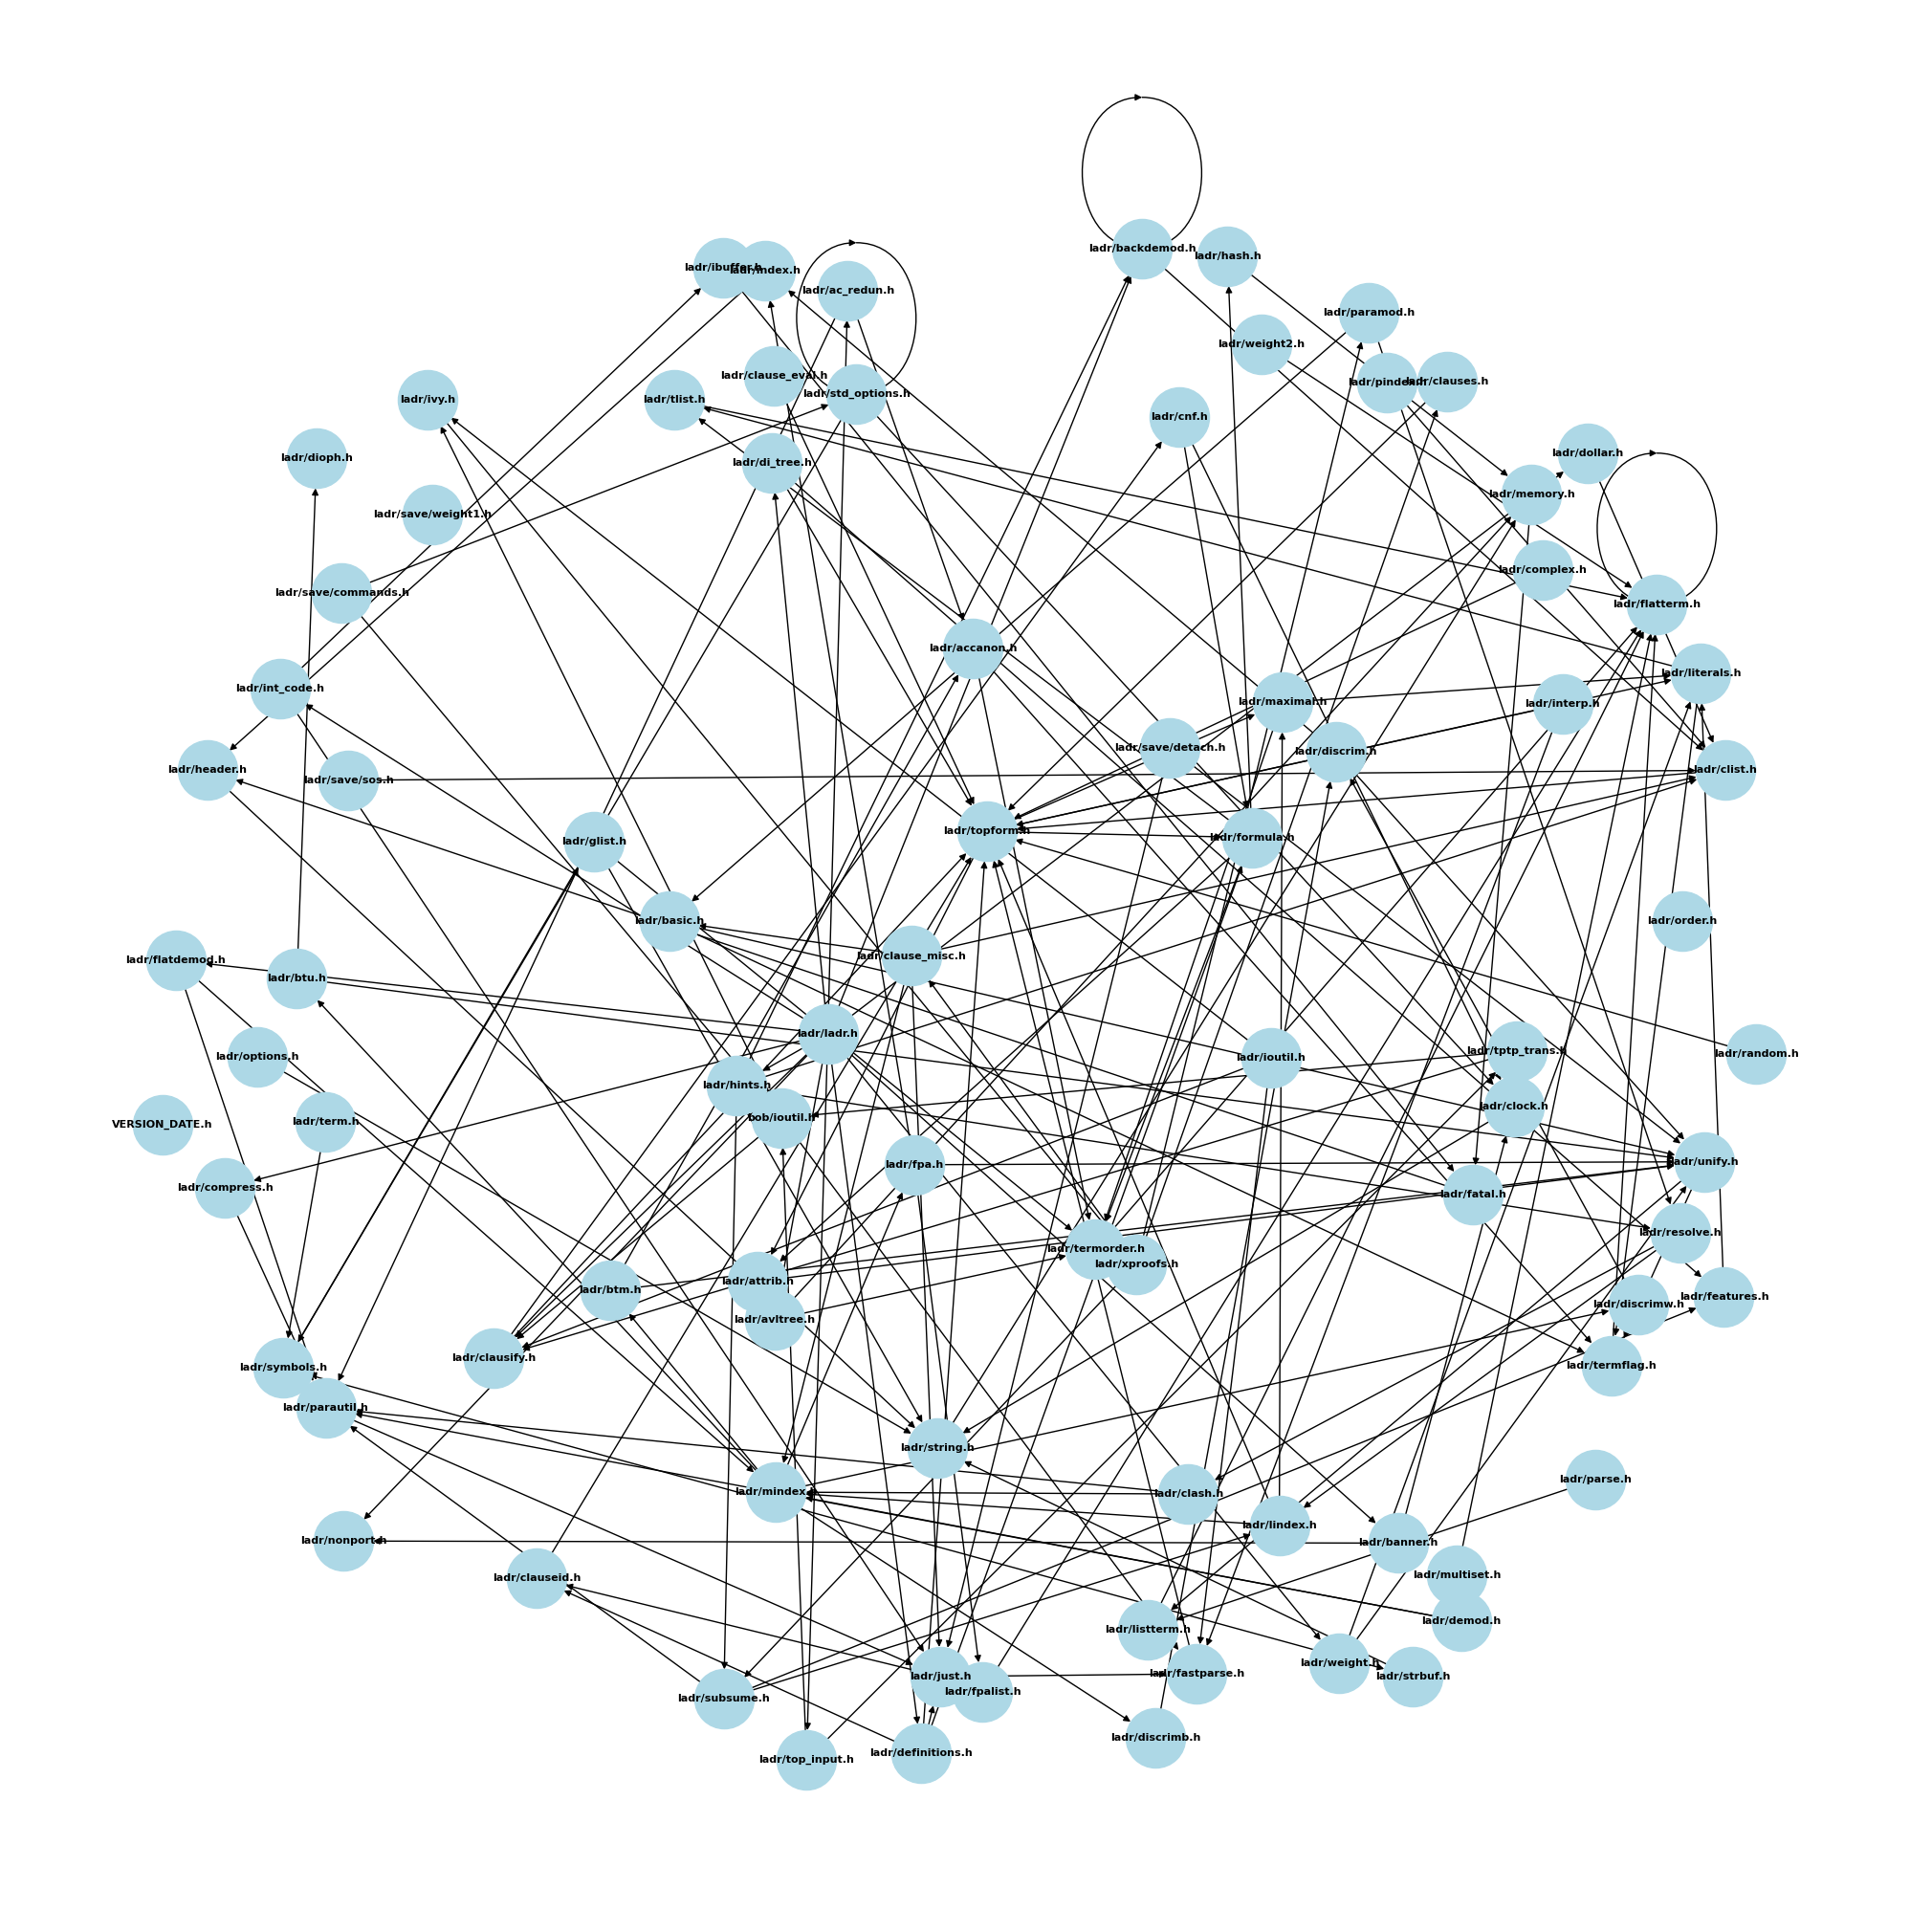 ladr/backdemod.h
ladr/hash.h
ladr/ibuffer.h
ladr/index.h
ladr/ac_redun.h
ladr/paramod.h
ladr/weight2.h
ladr/clause_eval.h
ladr/pindex.h
ladr/clauses.h
ladr/std_options.h
ladr/ivy.h
ladr/tlist.h
ladr/cnf.h
ladr/dioph.h
ladr/di_tree.h
ladr/dollar.h
ladr/memory.h
ladr/save/weight1.h
ladr/complex.h
ladr/save/commands.h
ladr/flatterm.h
ladr/accanon.h
ladr/literals.h
ladr/int_code.h
ladr/maximal.h
ladr/interp.h
ladr/save/detach.h
ladr/discrim.h
ladr/header.h
ladr/clist.h
ladr/save/sos.h
ladr/topform.h
ladr/formula.h
ladr/glist.h
ladr/basic.h
ladr/order.h
ladr/clause_misc.h
ladr/flatdemod.h
ladr/btu.h
ladr/ladr.h
ladr/tptp_trans.h
ladr/random.h
ladr/options.h
ladr/ioutil.h
ladr/hints.h
ladr/clock.h
bob/ioutil.h
ladr/term.h
VERSION_DATE.h
ladr/unify.h
ladr/fpa.h
ladr/compress.h
ladr/fatal.h
ladr/resolve.h
ladr/termorder.h
ladr/xproofs.h
ladr/attrib.h
ladr/btm.h
ladr/features.h
ladr/discrimw.h
ladr/avltree.h
ladr/clausify.h
ladr/termflag.h
ladr/symbols.h
ladr/parautil.h
ladr/string.h
ladr/parse.h
ladr/mindex.h
ladr/clash.h
ladr/lindex.h
ladr/nonport.h
ladr/banner.h
ladr/multiset.h
ladr/clauseid.h
ladr/demod.h
ladr/listterm.h
ladr/weight.h
ladr/fastparse.h
ladr/just.h
ladr/strbuf.h
ladr/fpalist.h
ladr/subsume.h
ladr/discrimb.h
ladr/definitions.h
ladr/top_input.h